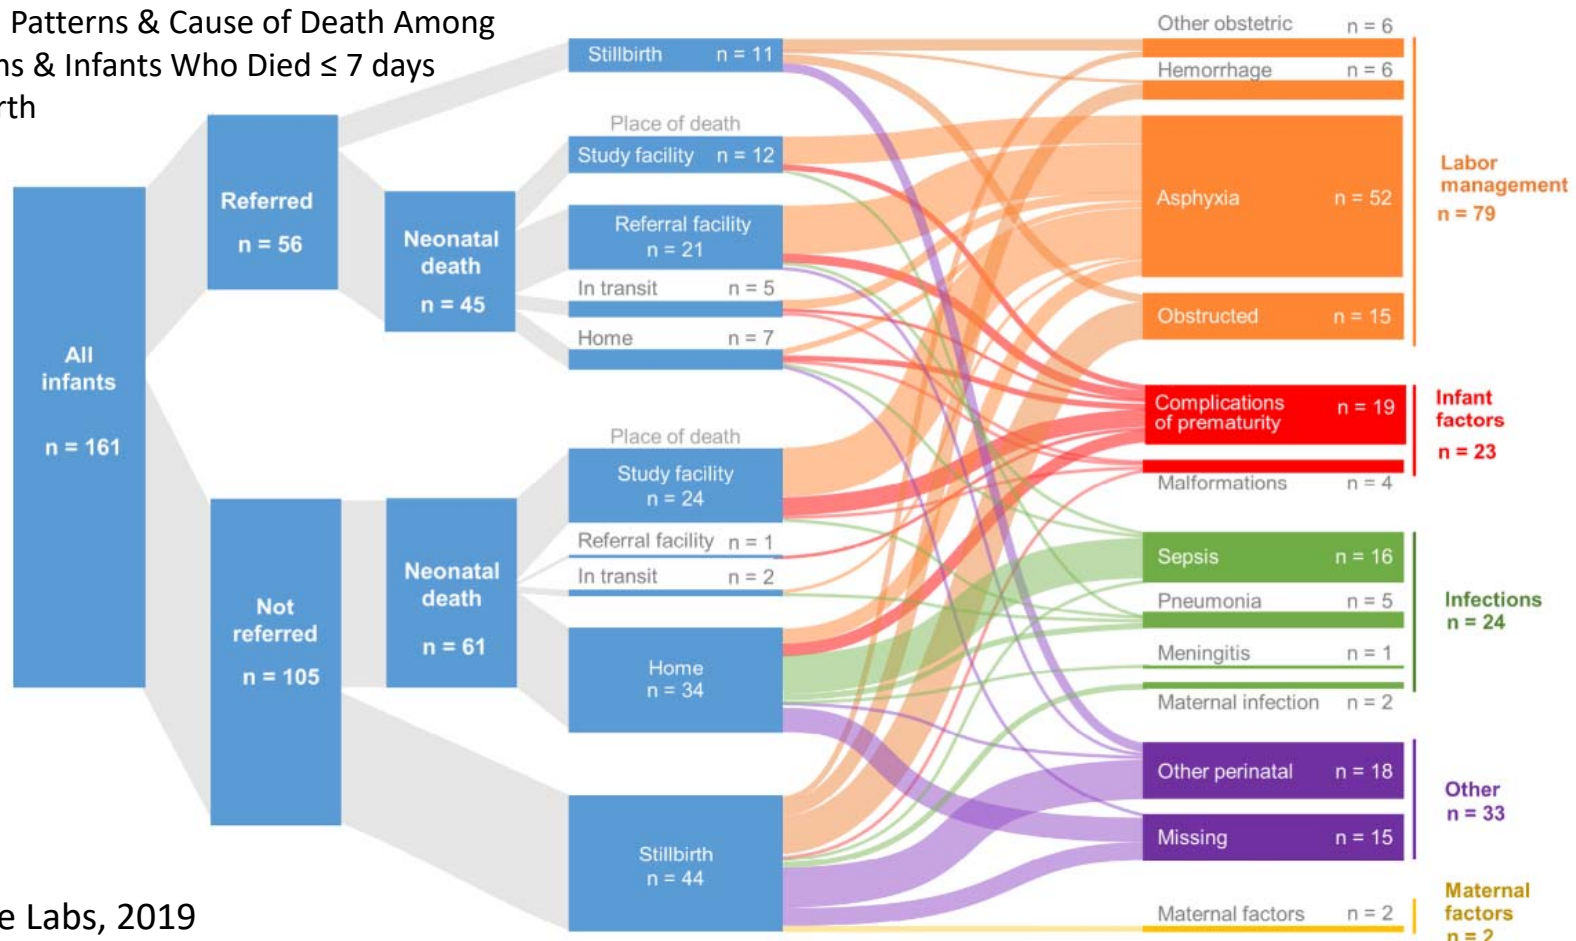 Patterns & Cause of Death Among
& Infants Who Died ≤ 7 days
All
infants
n = 161
Referred
n = 56
Not
referred
n = 105
Neonatal
death
n = 45
Neonatal
death
n = 61
Stillbirth n = 11
Place of death
Study facility n = 12
Referral facility
n = 21
In transit n = 5
Home n = 7
Place of death
Study facility
n = 24
Referral facility n = 1
In transit n = 2
Home
n = 34
Stillbirth
n = 44
Other obstetric n = 6
Hemorrhage n = 6
Asphyxia n = 52
Obstructed n = 15
Complications n = 19
of prematurity
Malformations n = 4
Sepsis n = 16
Pneumonia n = 5
Meningitis n = 1
Maternal infection n = 2
Other perinatal n = 18
Missing n = 15
Maternal factors n = 2
Labor
management
n = 79
Infant
factors
n = 23
Infections
n = 24
Other
n = 33
Maternal
factors
n = 2
Labs, 2019